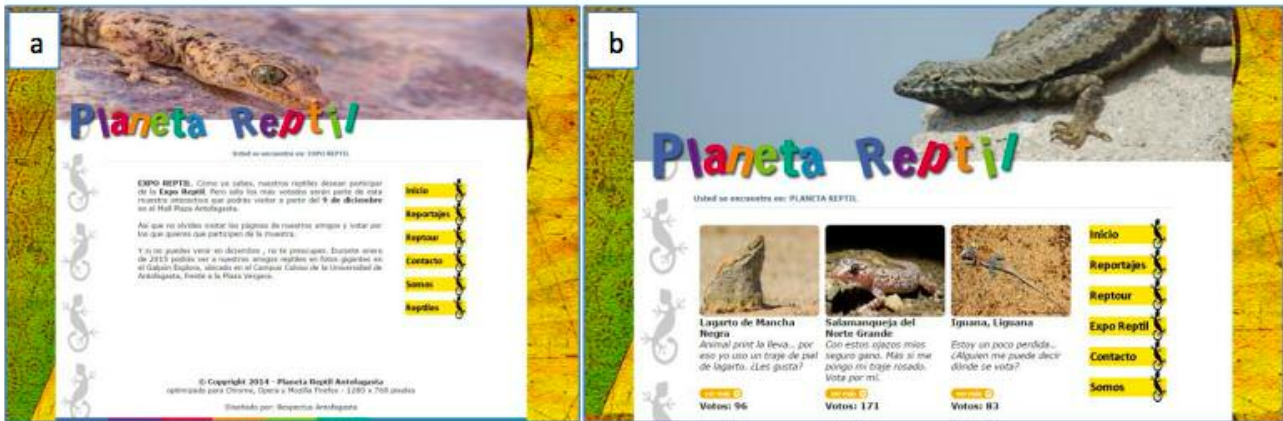 a
Planeta Reptil
Usted se encuentra en: EXPO REPTIL
EXPO REPTIL. Como ya sabes, nuestros reptiles desean participar
de la Expo Reptil. Pero sólo los más votados serán parte de esta
muestra interactiva que podrás visitar a partir del 9 de diciembre
en el Mall Plaza Antofagasta.
Así que no olvides visitar las páginas de nuestros amigos y votar por
los que quieres que participen de la muestra.
Y si no puedes venir en diciembre , no te preocupes. Durante enero
de 2015 podrás ver a nuestros amigos reptiles en fotos gigantes en
el Galpón Explora, ubicado en el Campus Coloso de la Universidad de
Antofagasta, frente a la Plaza Vergara.
Inicio
Reportajes
Reptour
Contacto
Somos
Reptiles
© Copyright 2014 - Planeta Reptil Antofagasta
optimizado para Chrome, Opera y Mozilla Firefox - 1280 x 768 pixeles
Diseñado por: Respectus Antofagasta
b
Planeta Reptil
Usted se encuentra en: PLANETA REPTIL
Lagarto de Mancha
Negra
Animal print la lleva... por
eso yo uso un traje de piel
de lagarto. ¿Les gusta?
ver más
Votos: 96
Salamanqueja del
Norte Grande
Con estos ojazos míos
seguro gano. Más si me
pongo mi traje rosado.
Vota por mí.
ver más
Votos: 171
Iguana, Liguana
Estoy un poco perdida...
¿Alguien me puede decir
dónde se vota?
ver más
Votos: 83
Inicio
Reportajes
Reptour
Expo Reptil
Contacto
Somos